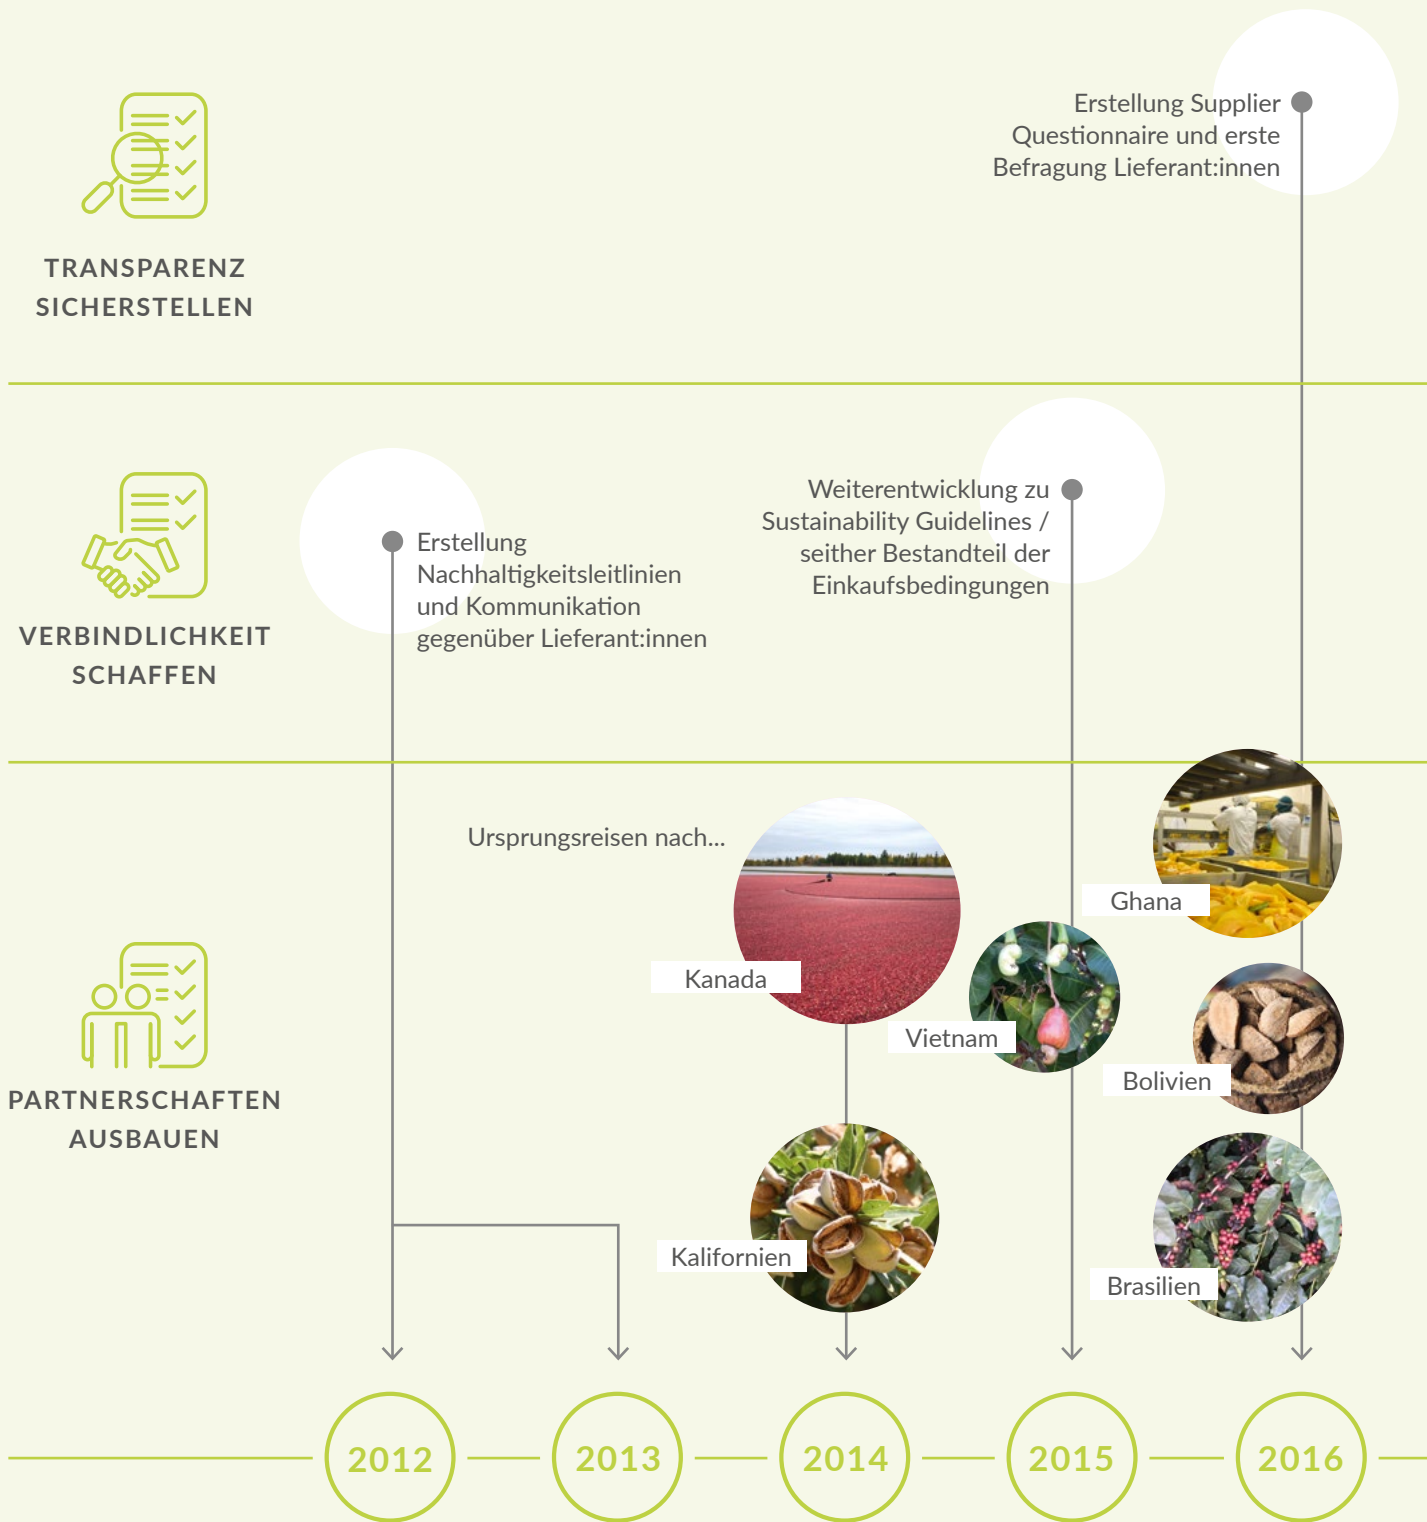 Erstellung Supplier
Questionnaire und erste
Befragung Lieferant:innen
TRANSPARENZ
SICHERSTELLEN
Erstellung
Nachhaltigkeitsleitlinien
und Kommunikation
gegenüber Lieferant:innen
Weiterentwicklung zu
Sustainability Guidelines /
seither Bestandteil der
Einkaufsbedingungen
VERBINDLICHKEIT
SCHAFFEN
Ursprungsreisen nach...
Kanada
Vietnam
Ghana
Bolivien
Kalifornien
Brasilien
PARTNERSCHAFTEN
AUSBAUEN
2012
2013
2014
2015
2016